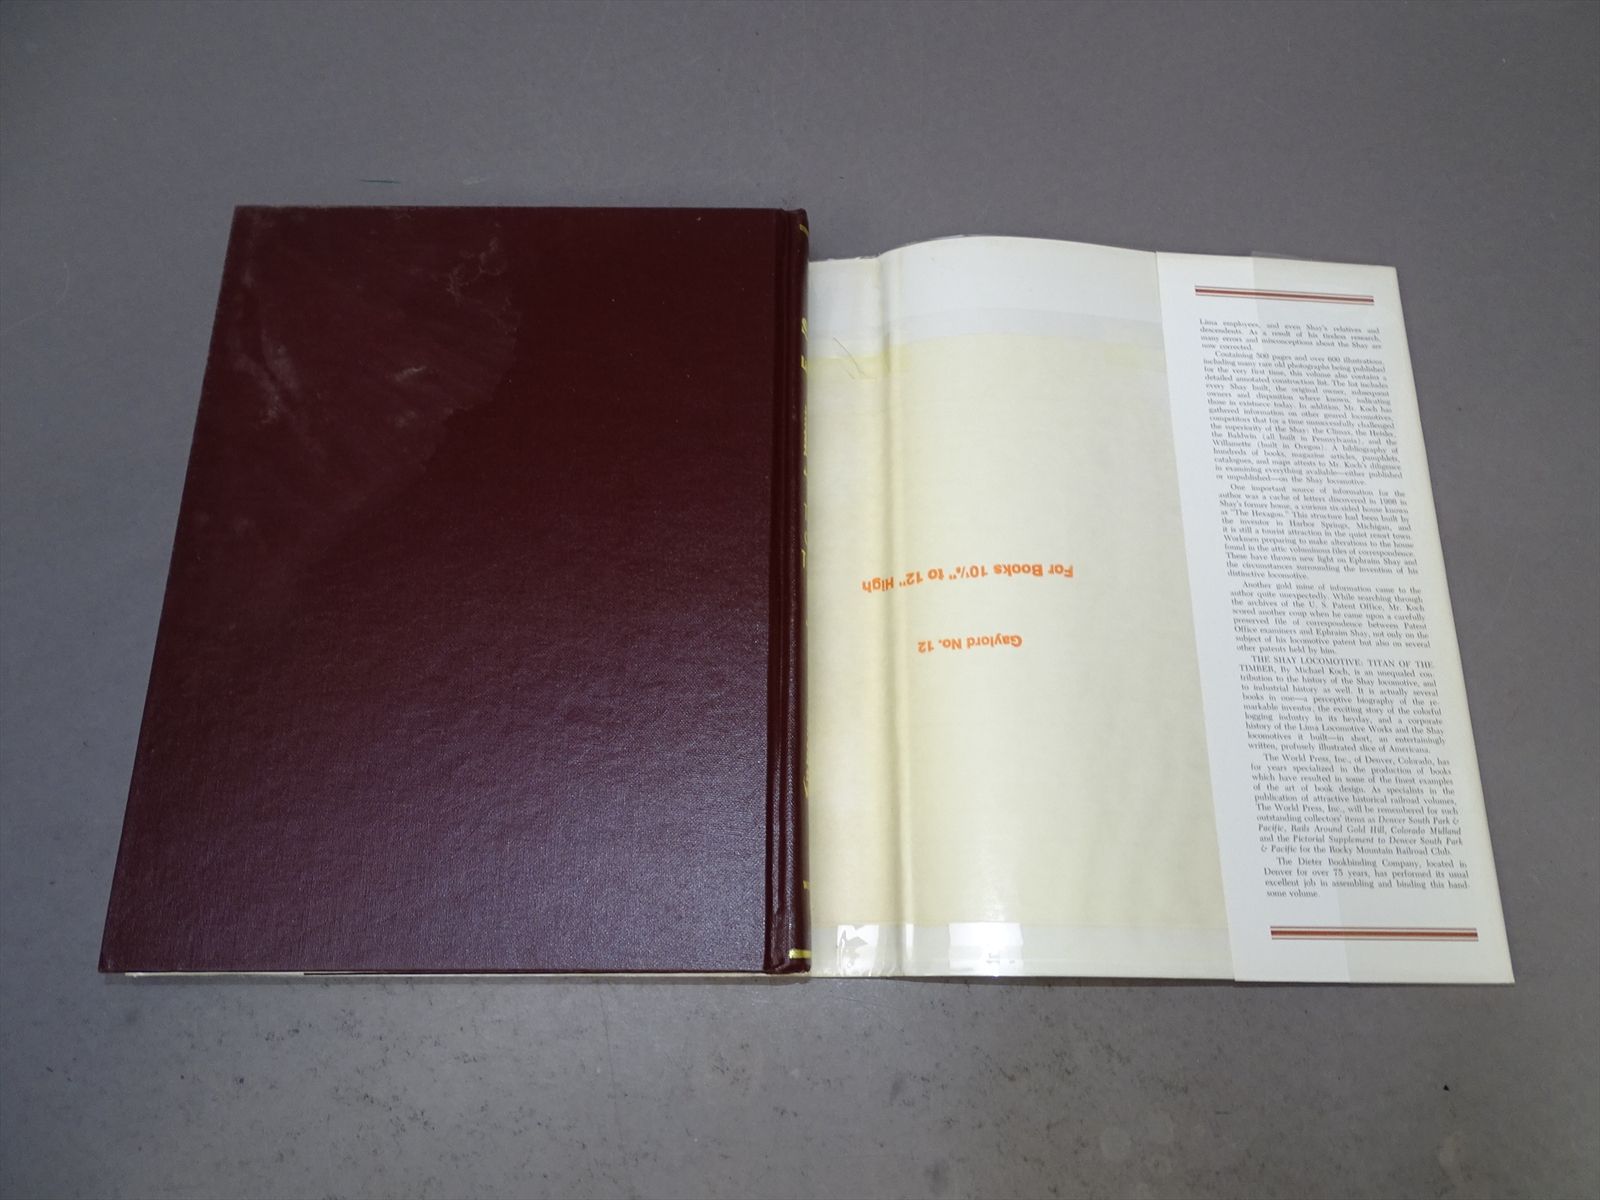 For Books 10⅛" to 12" High
Gaylord No. 12
Lima employees, and even Shay's relatives and
descendents. As a result of his tireless research,
many errors and misconceptions about the Shay are
now corrected.
Containing 500 pages and over 600 illustrations,
including many rare old photographs being published
for the very first time, this volume also contains a
detailed annotated construction list. The list includes
every Shay built, the original owner, subsequent
owners and disposition where known, indicating
those in existence today. In addition, Mr. Koch has
gathered information on other geared locomotives,
competitors that for a time unsuccessfully challenged
the superiority of the Shay: the Climax, the Heisler,
the Baldwin (all built in Pennsylvania), and the
Willamette (built in Oregon). A bibliography of
hundreds of books, magazine articles, pamphlets,
catalogues, and maps attests to Mr. Koch's diligence
in examining everything available—either published
or unpublished—on the Shay locomotive.
One important source of information for the
author was a cache of letters discovered in 1968 in
Shay's former home, a curious six-sided house known
as "The Hexagon." This structure had been built by
the inventor in Harbor Springs, Michigan, and
it is still a tourist attraction in the quiet resort town.
Workmen preparing to make alterations to the house
found in the attic voluminous files of correspondence.
These have thrown new light on Ephraim Shay and
the circumstances surrounding the invention of his
distinctive locomotive.
Another gold mine of information came to the
author quite unexpectedly. While searching through
the archives of the U. S. Patent Office, Mr. Koch
scored another coup when he came upon a carefully
preserved file of correspondence between Patent
Office examiners and Ephraim Shay, not only on the
subject of his locomotive patent but also on several
other patents held by him.
THE SHAY LOCOMOTIVE: TITAN OF THE
TIMBER, By Michael Koch, is an unequaled con-
tribution to the history of the Shay locomotive, and
to industrial history as well. It is actually several
books in one—a perceptive biography of the re-
markable inventor, the exciting story of the colorful
logging industry in its heyday, and a corporate
history of the Lima Locomotive Works and the Shay
locomotives it built—in short, an entertainingly
written, profusely illustrated slice of Americana.
The World Press, Inc., of Denver, Colorado, has
for years specialized in the production of books
which have resulted in some of the finest examples
of the art of book design. As specialists in the
publication of attractive historical railroad volumes,
The World Press, Inc., will be remembered for such
outstanding collectors' items as Denver South Park &
Pacific, Rails Around Gold Hill, Colorado Midland
and the Pictorial Supplement to Denver South Park
& Pacific for the Rocky Mountain Railroad Club.
The Dieter Bookbinding Company, located in
Denver for over 75 years, has performed its usual
excellent job in assembling and binding this hand-
some volume.